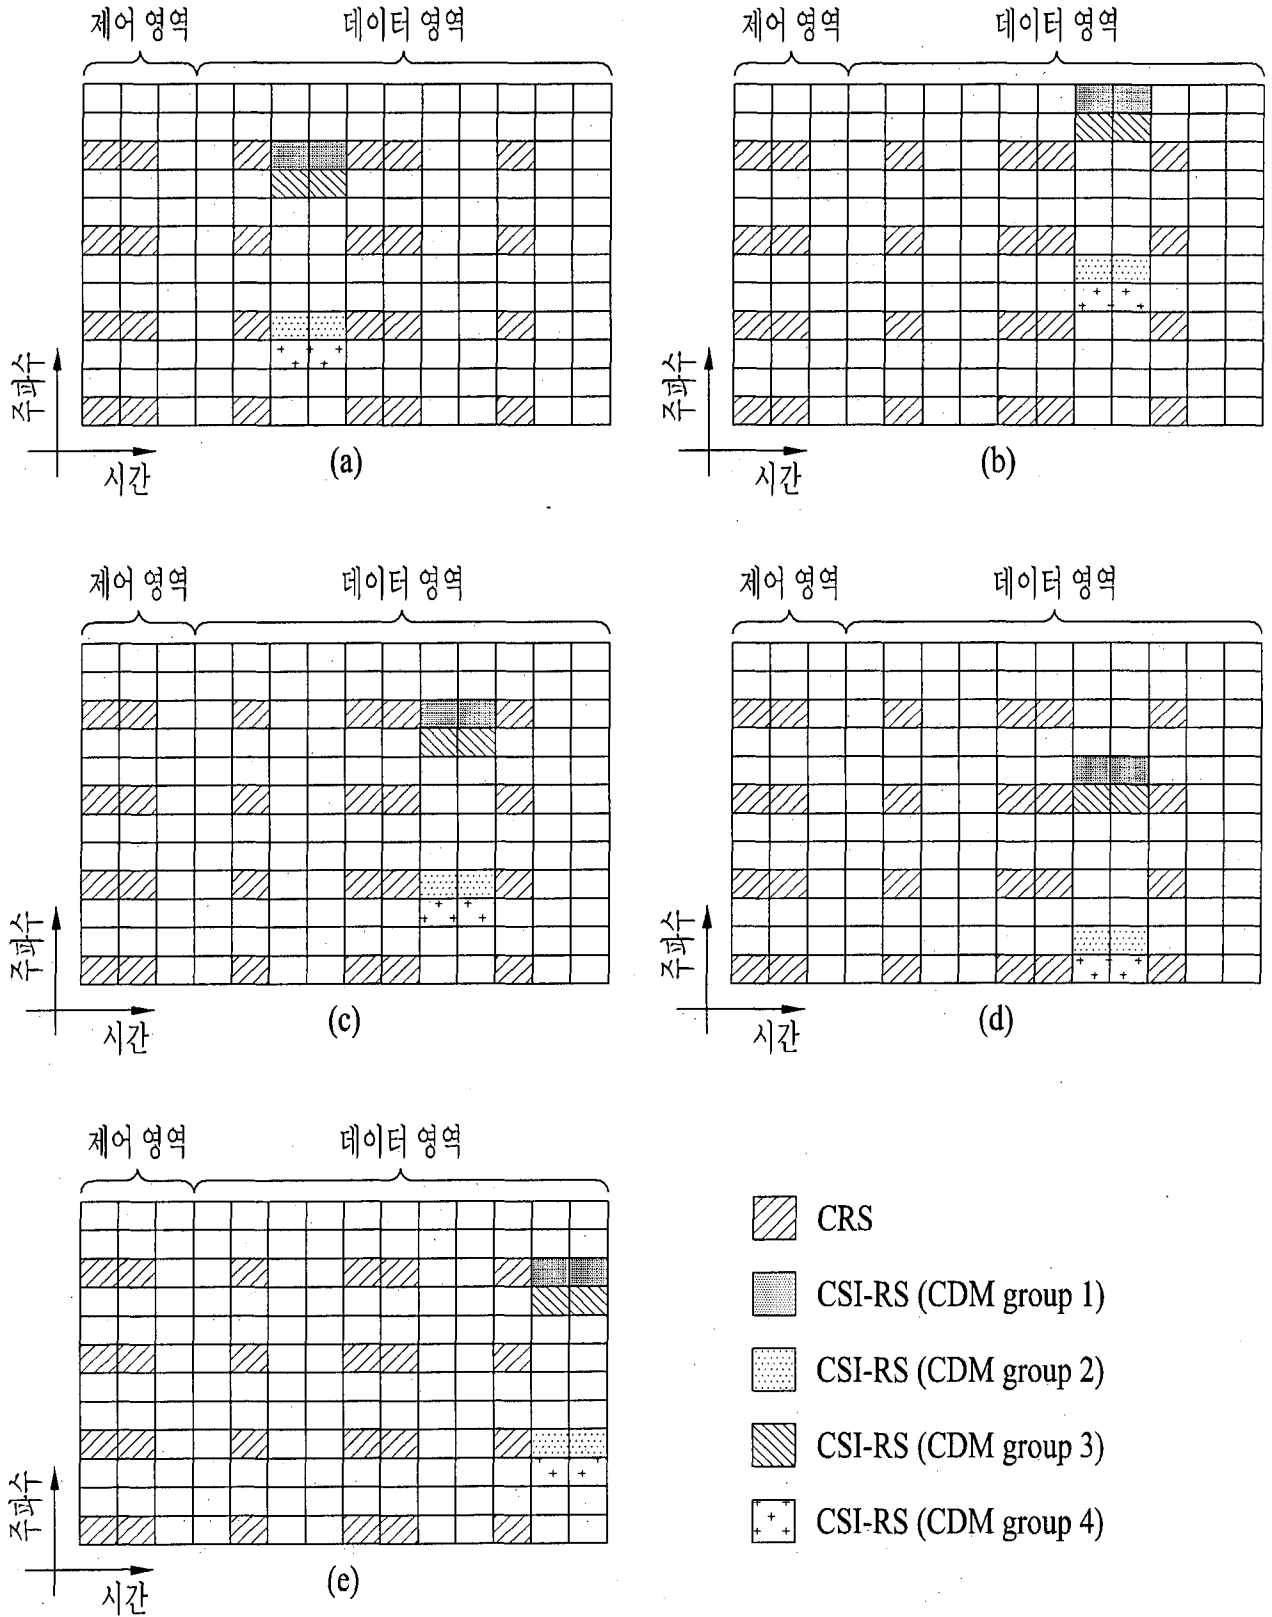 제어 영역 데이터 영역
주파수
시간
(a)
제어 영역 데이터 영역
주파수
시간
(b)
제어 영역 데이터 영역
주파수
시간
(c)
제어 영역 데이터 영역
주파수
시간
(d)
제어 영역 데이터 영역
주파수
시간
(e)
CRS
CSI-RS (CDM group 1)
CSI-RS (CDM group 2)
CSI-RS (CDM group 3)
CSI-RS (CDM group 4)